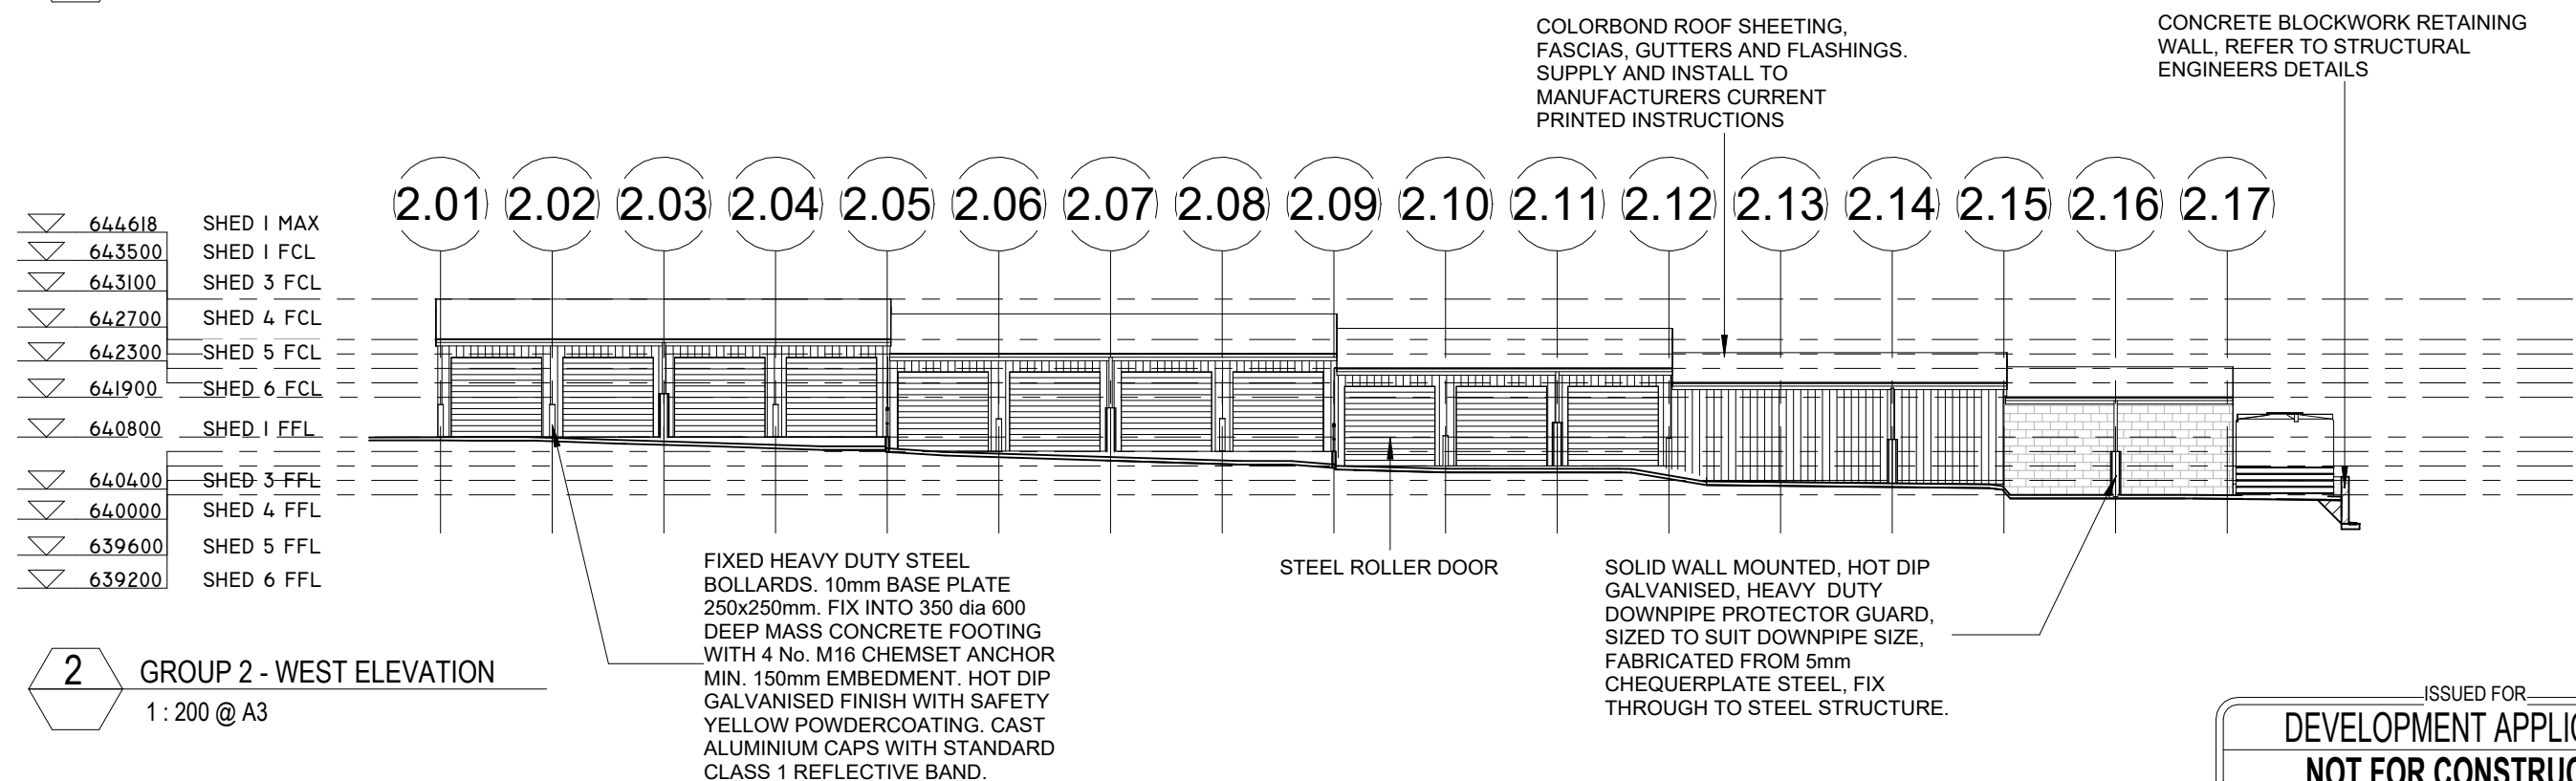 COLORBOND ROOF SHEETING,
FASCIAS, GUTTERS AND FLASHINGS.
SUPPLY AND INSTALL TO
MANUFACTURERS CURRENT
PRINTED INSTRUCTIONS
CONCRETE BLOCKWORK RETAINING
WALL, REFER TO STRUCTURAL
ENGINEERS DETAILS
2.01 2.02 2.03 2.04 2.05 2.06 2.07 2.08 2.09 2.10 2.11 2.12 2.13 2.14 2.15 2.16 2.17
644618 SHED 1 MAX
643500 SHED 1 FCL
643100 SHED 3 FCL
642700 SHED 4 FCL
642300 SHED 5 FCL
641900 SHED 6 FCL
640800 SHED 1 FFL
640400 SHED 3 FFL
640000 SHED 4 FFL
639600 SHED 5 FFL
639200 SHED 6 FFL
FIXED HEAVY DUTY STEEL
BOLLARDS. 10mm BASE PLATE
250x250mm. FIX INTO 350 dia 600
DEEP MASS CONCRETE FOOTING
WITH 4 No. M16 CHEMSET ANCHOR
MIN. 150mm EMBEDMENT. HOT DIP
GALVANISED FINISH WITH SAFETY
YELLOW POWDERCOATING. CAST
ALUMINIUM CAPS WITH STANDARD
CLASS 1 REFLECTIVE BAND.
STEEL ROLLER DOOR
SOLID WALL MOUNTED, HOT DIP
GALVANISED, HEAVY DUTY
DOWNPIPE PROTECTOR GUARD,
SIZED TO SUIT DOWNPIPE SIZE,
FABRICATED FROM 5mm
CHEQUERPLATE STEEL, FIX
THROUGH TO STEEL STRUCTURE.
2 GROUP 2 - WEST ELEVATION
1 : 200 @ A3
ISSUED FOR
DEVELOPMENT APPLIC
NOT FOR CONSTRUC